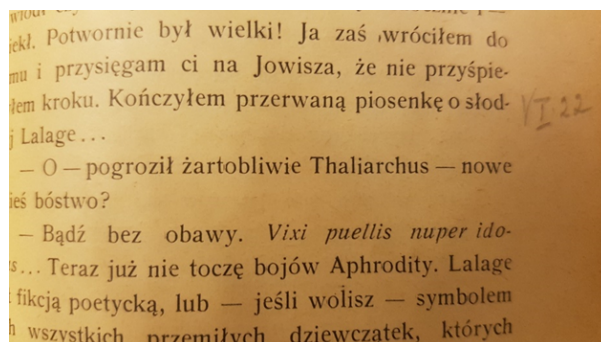 iekł. Potwornie był wielki! Ja zaś wróciłem do
mu i przysięgam ci na Jowisza, że nie przyśpie-
łem kroku. Kończyłem przerwaną piosenkę o słod-
j Lalage...
— O — pogroził żartobliwie Thaliarchus — nowe
ieś bóstwo?
— Bądź bez obawy. Vixi puellis nuper ido-
s... Teraz już nie toczę bojów Aphrodity. Lalage
fikcją poetycką, lub — jeśli wolisz — symbolem
h wszystkich przemiłych dziewczątek, których
I.22